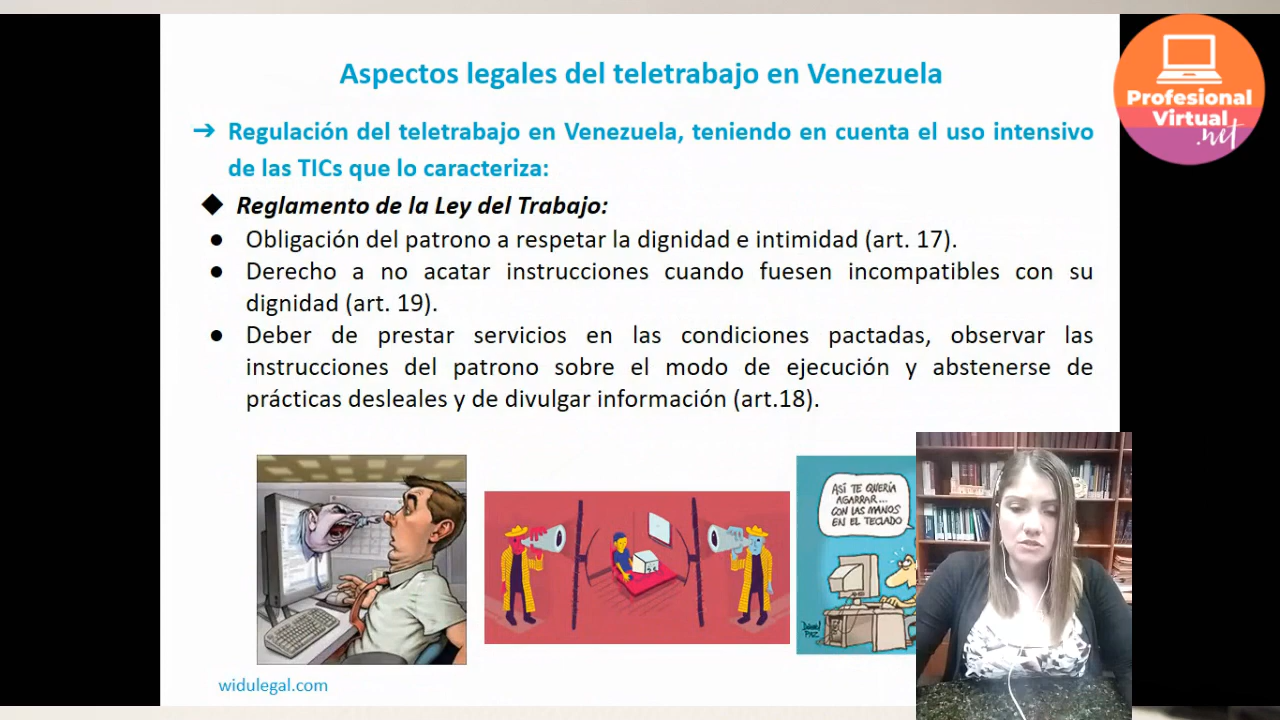 Aspectos legales del teletrabajo en Venezuela
Profesional
Virtual
.net
➔ Regulación del teletrabajo en Venezuela, teniendo en cuenta el uso intensivo
de las TICs que lo caracteriza:
◆ Reglamento de la Ley del Trabajo:
● Obligación del patrono a respetar la dignidad e intimidad (art. 17).
● Derecho a no acatar instrucciones cuando fuesen incompatibles con su
dignidad (art. 19).
● Deber de prestar servicios en las condiciones pactadas, observar las
instrucciones del patrono sobre el modo de ejecución y abstenerse de
prácticas desleales y de divulgar información (art.18).
ASÍ TE QUERÍA
AGARRAR...
CON LAS MANOS
EN EL TECLADO
DANIEL
PAZ
widulegal.com